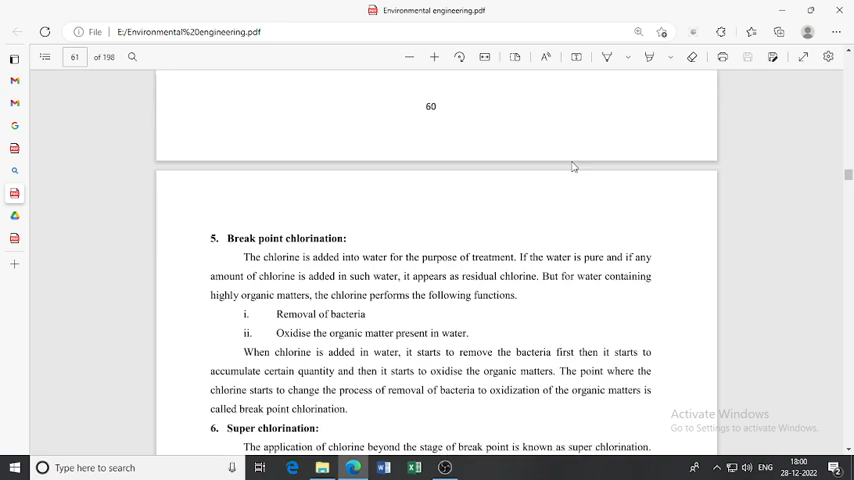 Environmental engineering.pdf
File E:/Environmental%20engineering.pdf
61 of 198
60
5. Break point chlorination:
The chlorine is added into water for the purpose of treatment. If the water is pure and if any
amount of chlorine is added in such water, it appears as residual chlorine. But for water containing
highly organic matters, the chlorine performs the following functions.
i. Removal of bacteria
ii. Oxidise the organic matter present in water.
When chlorine is added in water, it starts to remove the bacteria first then it starts to
accumulate certain quantity and then it starts to oxidise the organic matters. The point where the
chlorine starts to change the process of removal of bacteria to oxidization of the organic matters is
called break point chlorination.
6. Super chlorination:
The application of chlorine beyond the stage of break point is known as super chlorination.
Activate Windows
Go to Settings to activate Windows.
Type here to search
ENG
18:00
28-12-2022
2